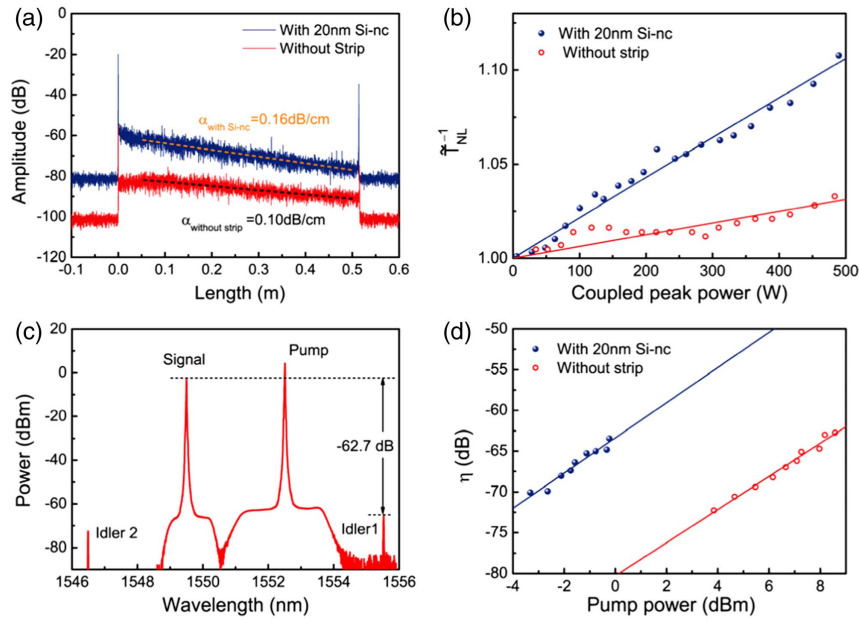 (a)
With 20nm Si-nc
Without Strip
α with Si-nc =0.16dB/cm
α without strip =0.10dB/cm
Amplitude (dB)
0
-20
-40
-60
-80
-100
-120
-0.1 0.0 0.1 0.2 0.3 0.4 0.5 0.6
Length (m)
(b)
With 20nm Si-nc
Without strip
T̃NL⁻¹
1.10
1.05
1.00
0 100 200 300 400 500
Coupled peak power (W)
(c)
Signal
Pump
-62.7 dB
Idler 2
Idler1
Power (dBm)
20
0
-20
-40
-60
-80
1546 1548 1550 1552 1554 1556
Wavelength (nm)
(d)
With 20nm Si-nc
Without strip
η (dB)
-50
-55
-60
-65
-70
-75
-80
-4 -2 0 2 4 6 8
Pump power (dBm)